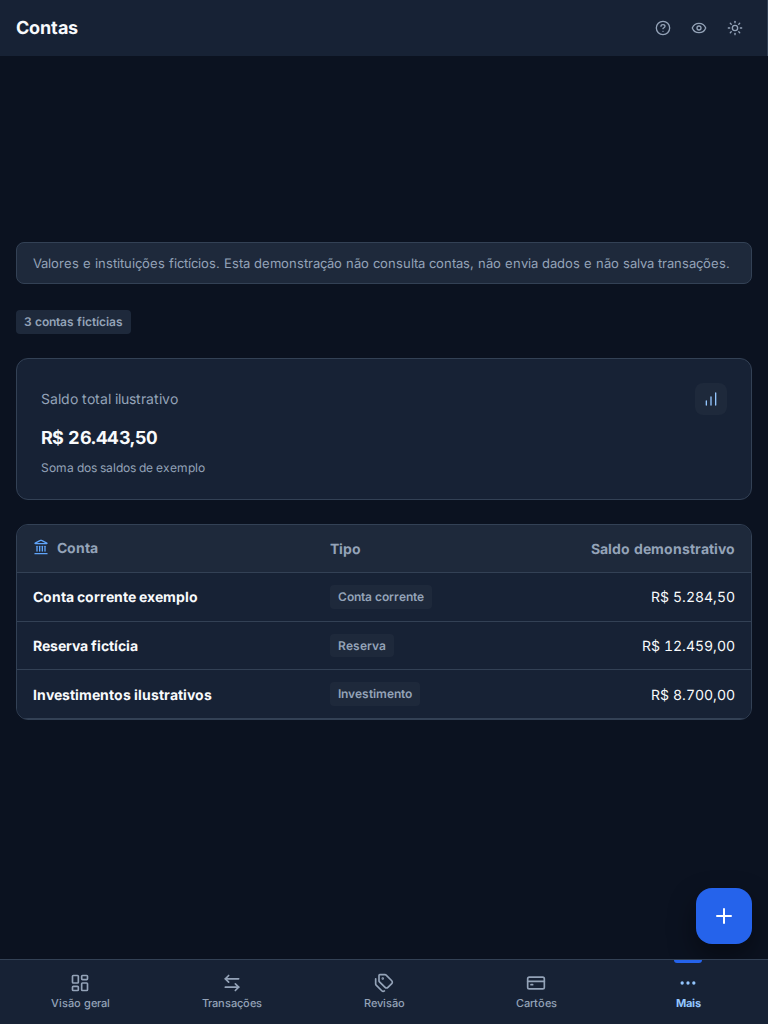 Contas
Valores e instituições fictícios. Esta demonstração não consulta contas, não envia dados e não salva transações.
3 contas fictícias
Saldo total ilustrativo
R$ 26.443,50
Soma dos saldos de exemplo
Conta Tipo Saldo demonstrativo
Conta corrente exemplo Conta corrente R$ 5.284,50
Reserva fictícia Reserva R$ 12.459,00
Investimentos ilustrativos Investimento R$ 8.700,00
Visão geral Transações Revisão Cartões Mais